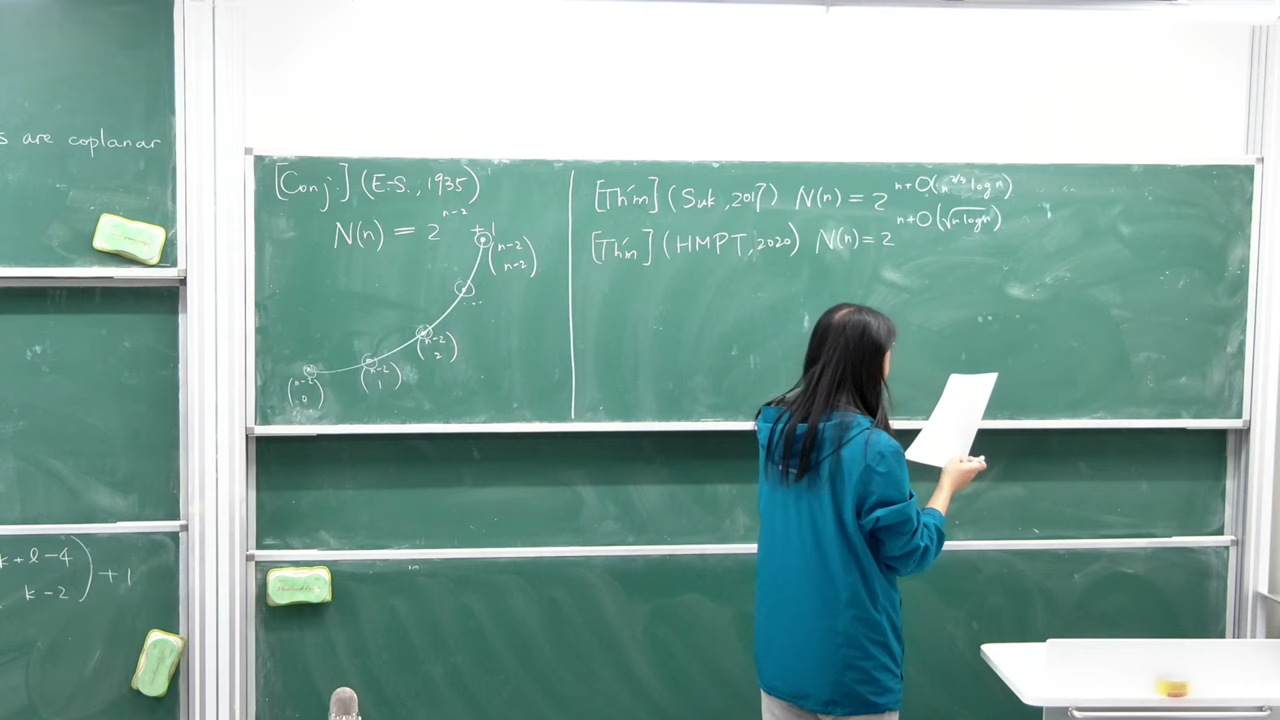 s are coplanar
k+l-4
k-2 ) +1
[Conj.] (E-S., 1935)
N(n) = 2^{n-2} + 1
(n-2 n-2)
...
(n-2 2)
(n-2 1)
(n-2 0)
[Thm] (Suk, 2017) N(n) = 2^{n+O(n^{2/3} log n)}
[Thm] (HMPT, 2020) N(n) = 2^{n+O(√(n log n))}